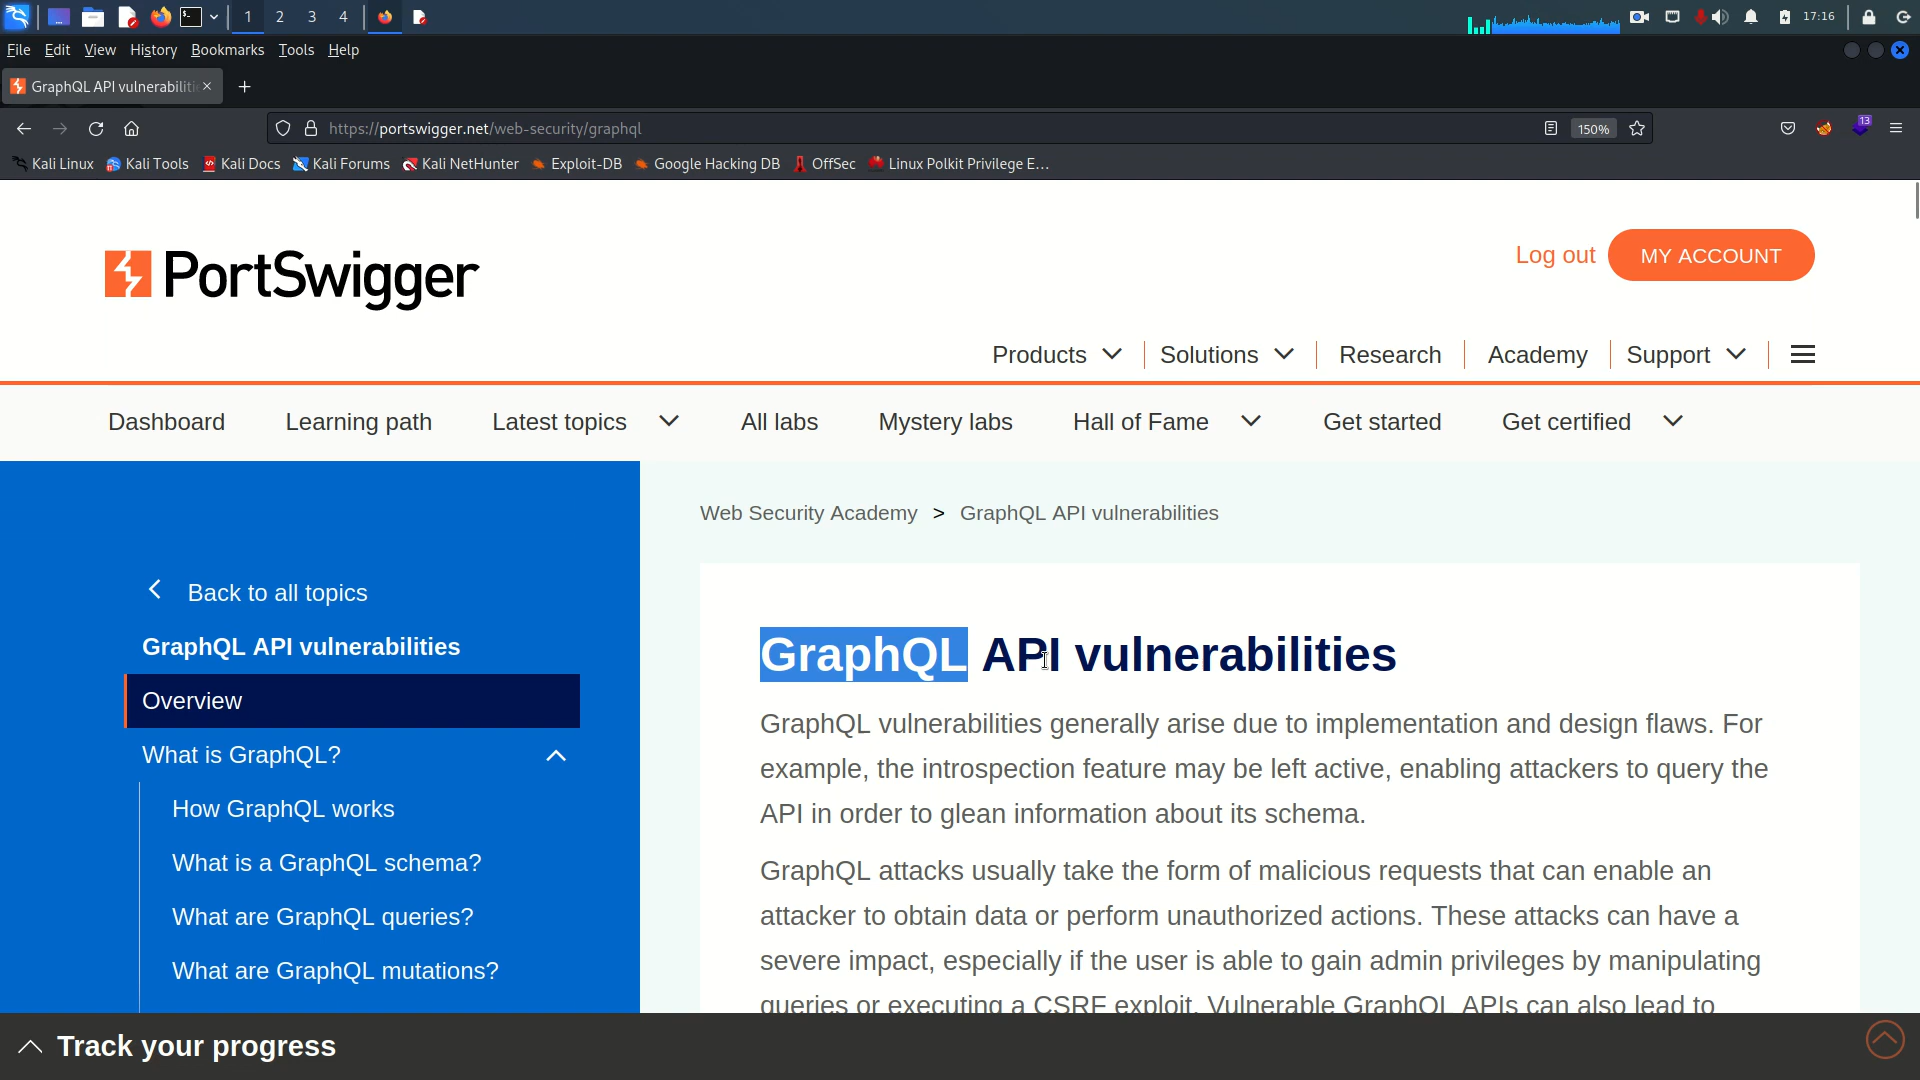 1 2 3 4 17:16
File Edit View History Bookmarks Tools Help
GraphQL API vulnerabiliti
https://portswigger.net/web-security/graphql 150% 13
Kali Linux Kali Tools Kali Docs Kali Forums Kali NetHunter Exploit-DB Google Hacking DB OffSec Linux Polkit Privilege E...
PortSwigger
Log out MY ACCOUNT
Products Solutions Research Academy Support
Dashboard Learning path Latest topics All labs Mystery labs Hall of Fame Get started Get certified
Back to all topics
GraphQL API vulnerabilities
Overview
What is GraphQL?
How GraphQL works
What is a GraphQL schema?
What are GraphQL queries?
What are GraphQL mutations?
Web Security Academy > GraphQL API vulnerabilities
GraphQL API vulnerabilities
GraphQL vulnerabilities generally arise due to implementation and design flaws. For
example, the introspection feature may be left active, enabling attackers to query the
API in order to glean information about its schema.
GraphQL attacks usually take the form of malicious requests that can enable an
attacker to obtain data or perform unauthorized actions. These attacks can have a
severe impact, especially if the user is able to gain admin privileges by manipulating
queries or executing a CSRF exploit. Vulnerable GraphQL APIs can also lead to
Track your progress